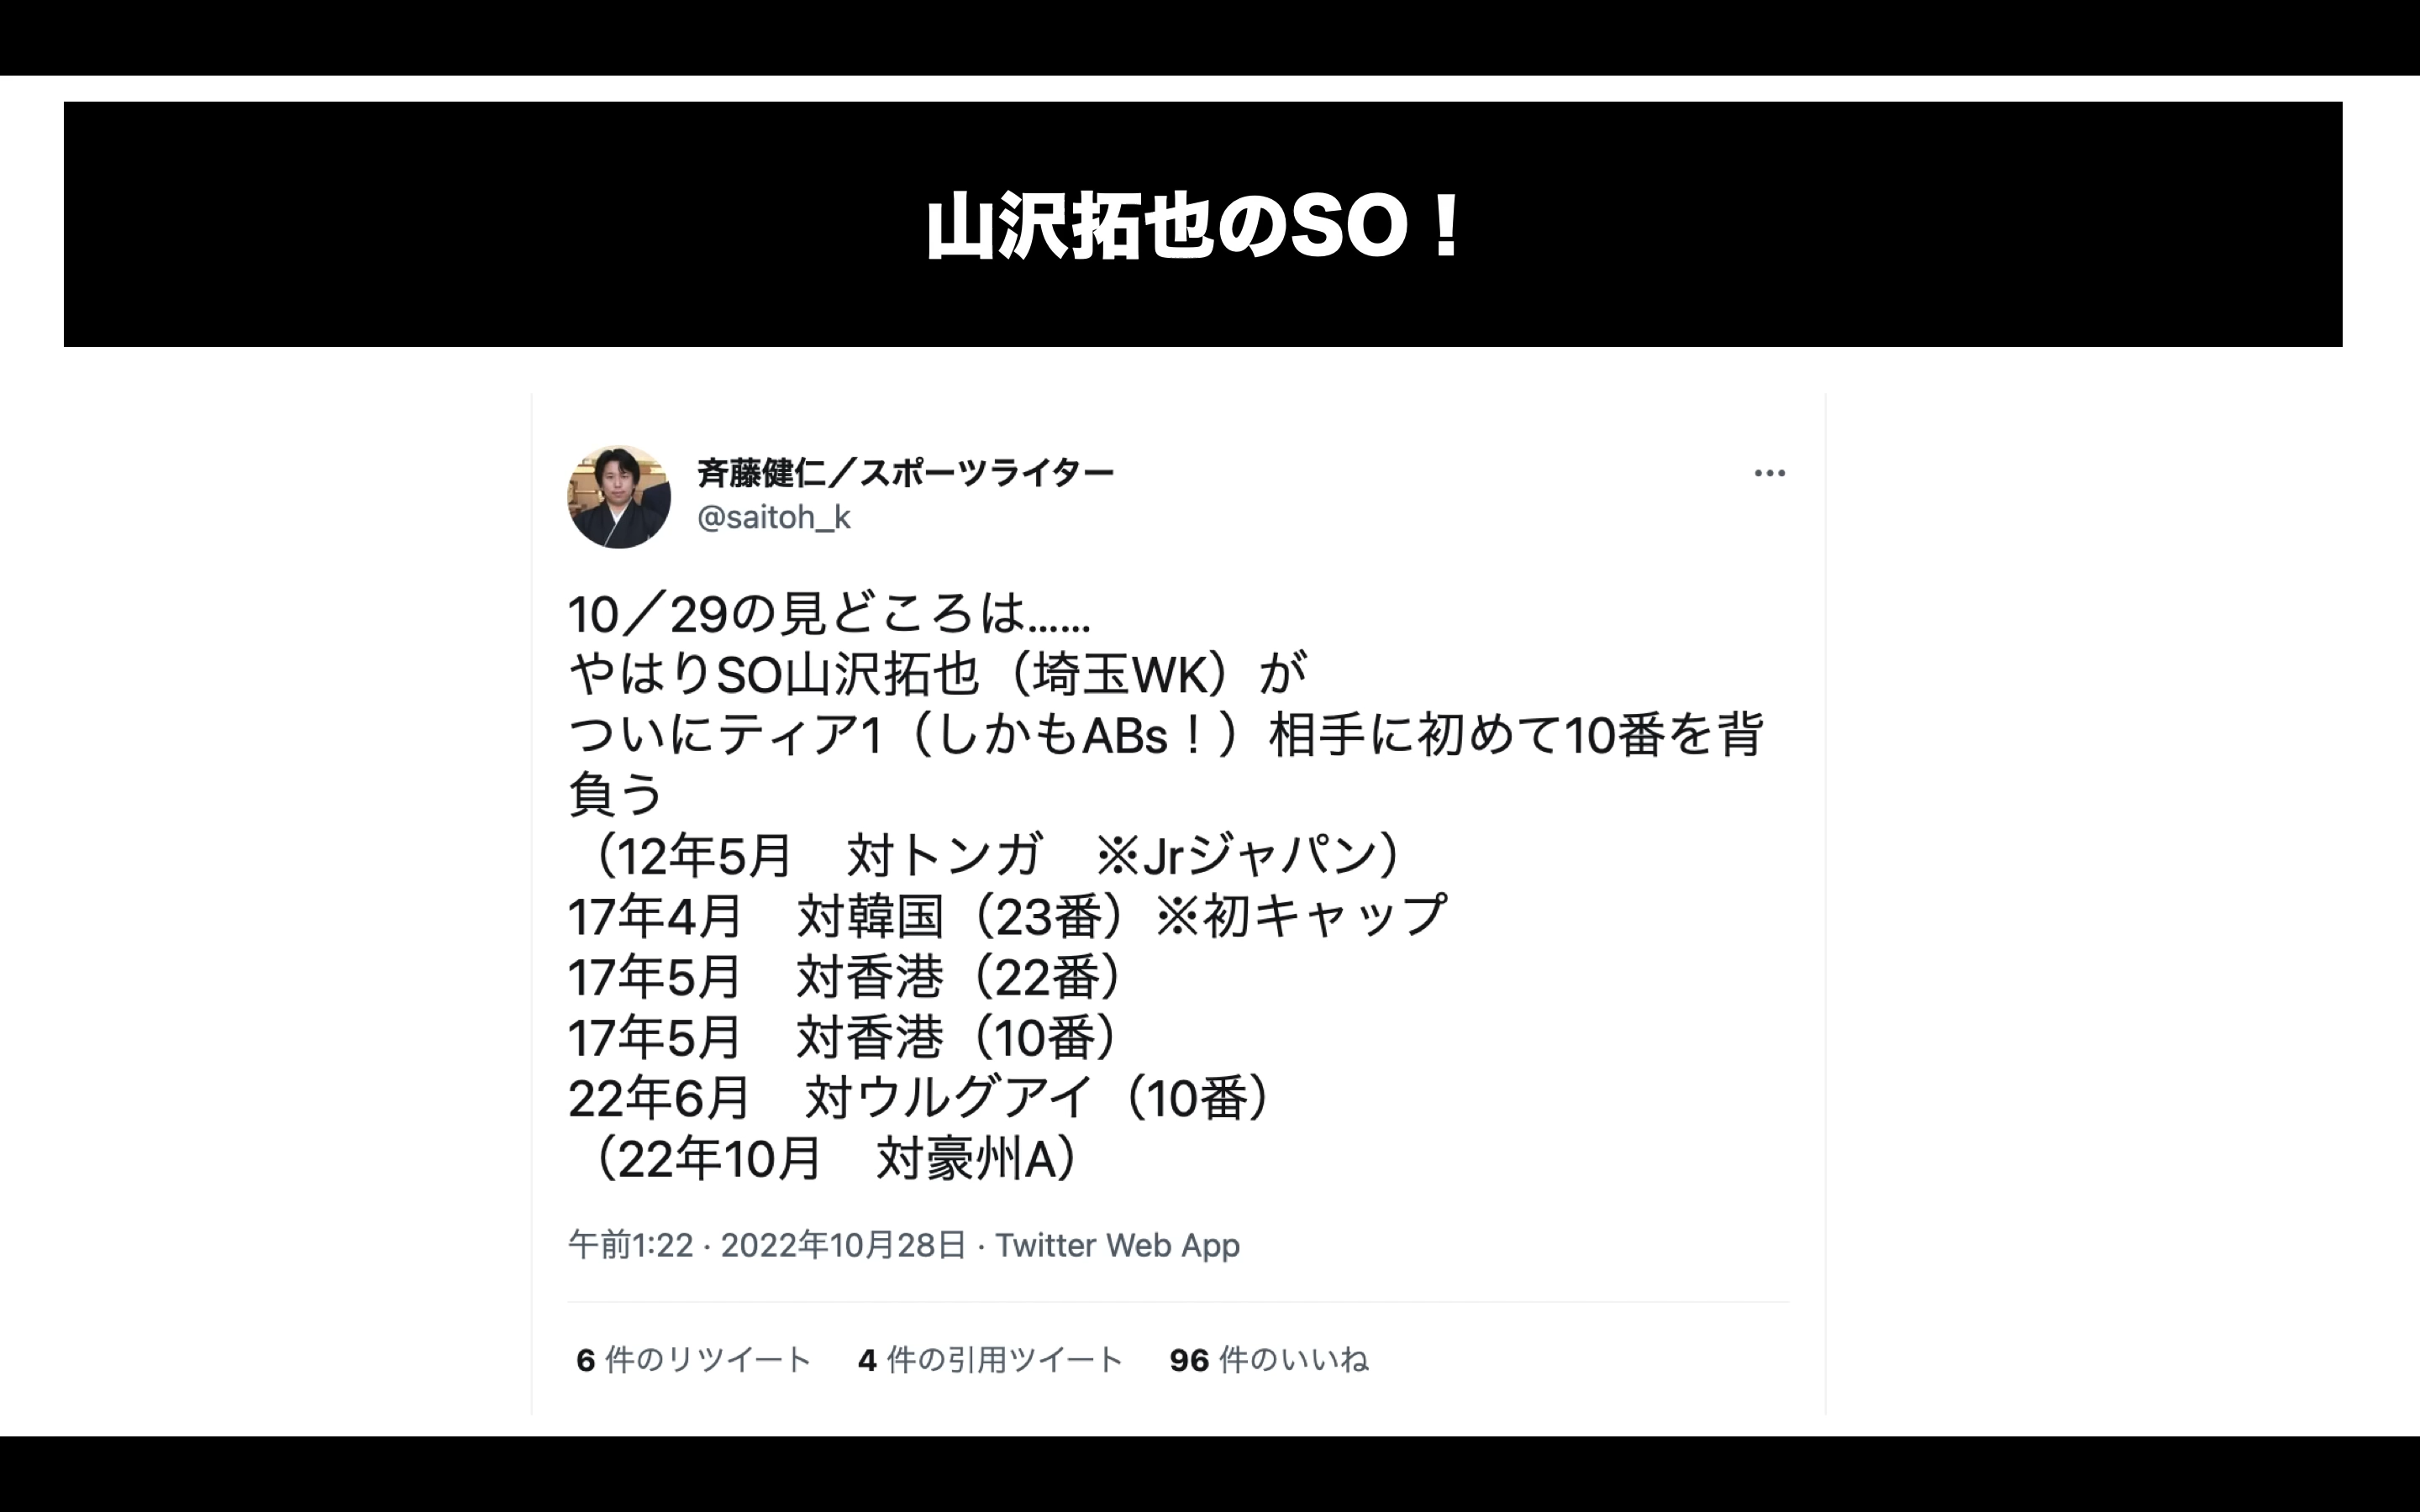 山沢拓也のSO！
斉藤健仁／スポーツライター
@saitoh_k
10／29の見どころは……
やはりSO山沢拓也（埼玉WK）が
ついにティア1（しかもABs！）相手に初めて10番を背
負う
（12年5月　対トンガ　※Jrジャパン）
17年4月　対韓国（23番）※初キャップ
17年5月　対香港（22番）
17年5月　対香港（10番）
22年6月　対ウルグアイ（10番）
（22年10月　対豪州A）
午前1:22 · 2022年10月28日 · Twitter Web App
6 件のリツイート　4 件の引用ツイート　96 件のいいね